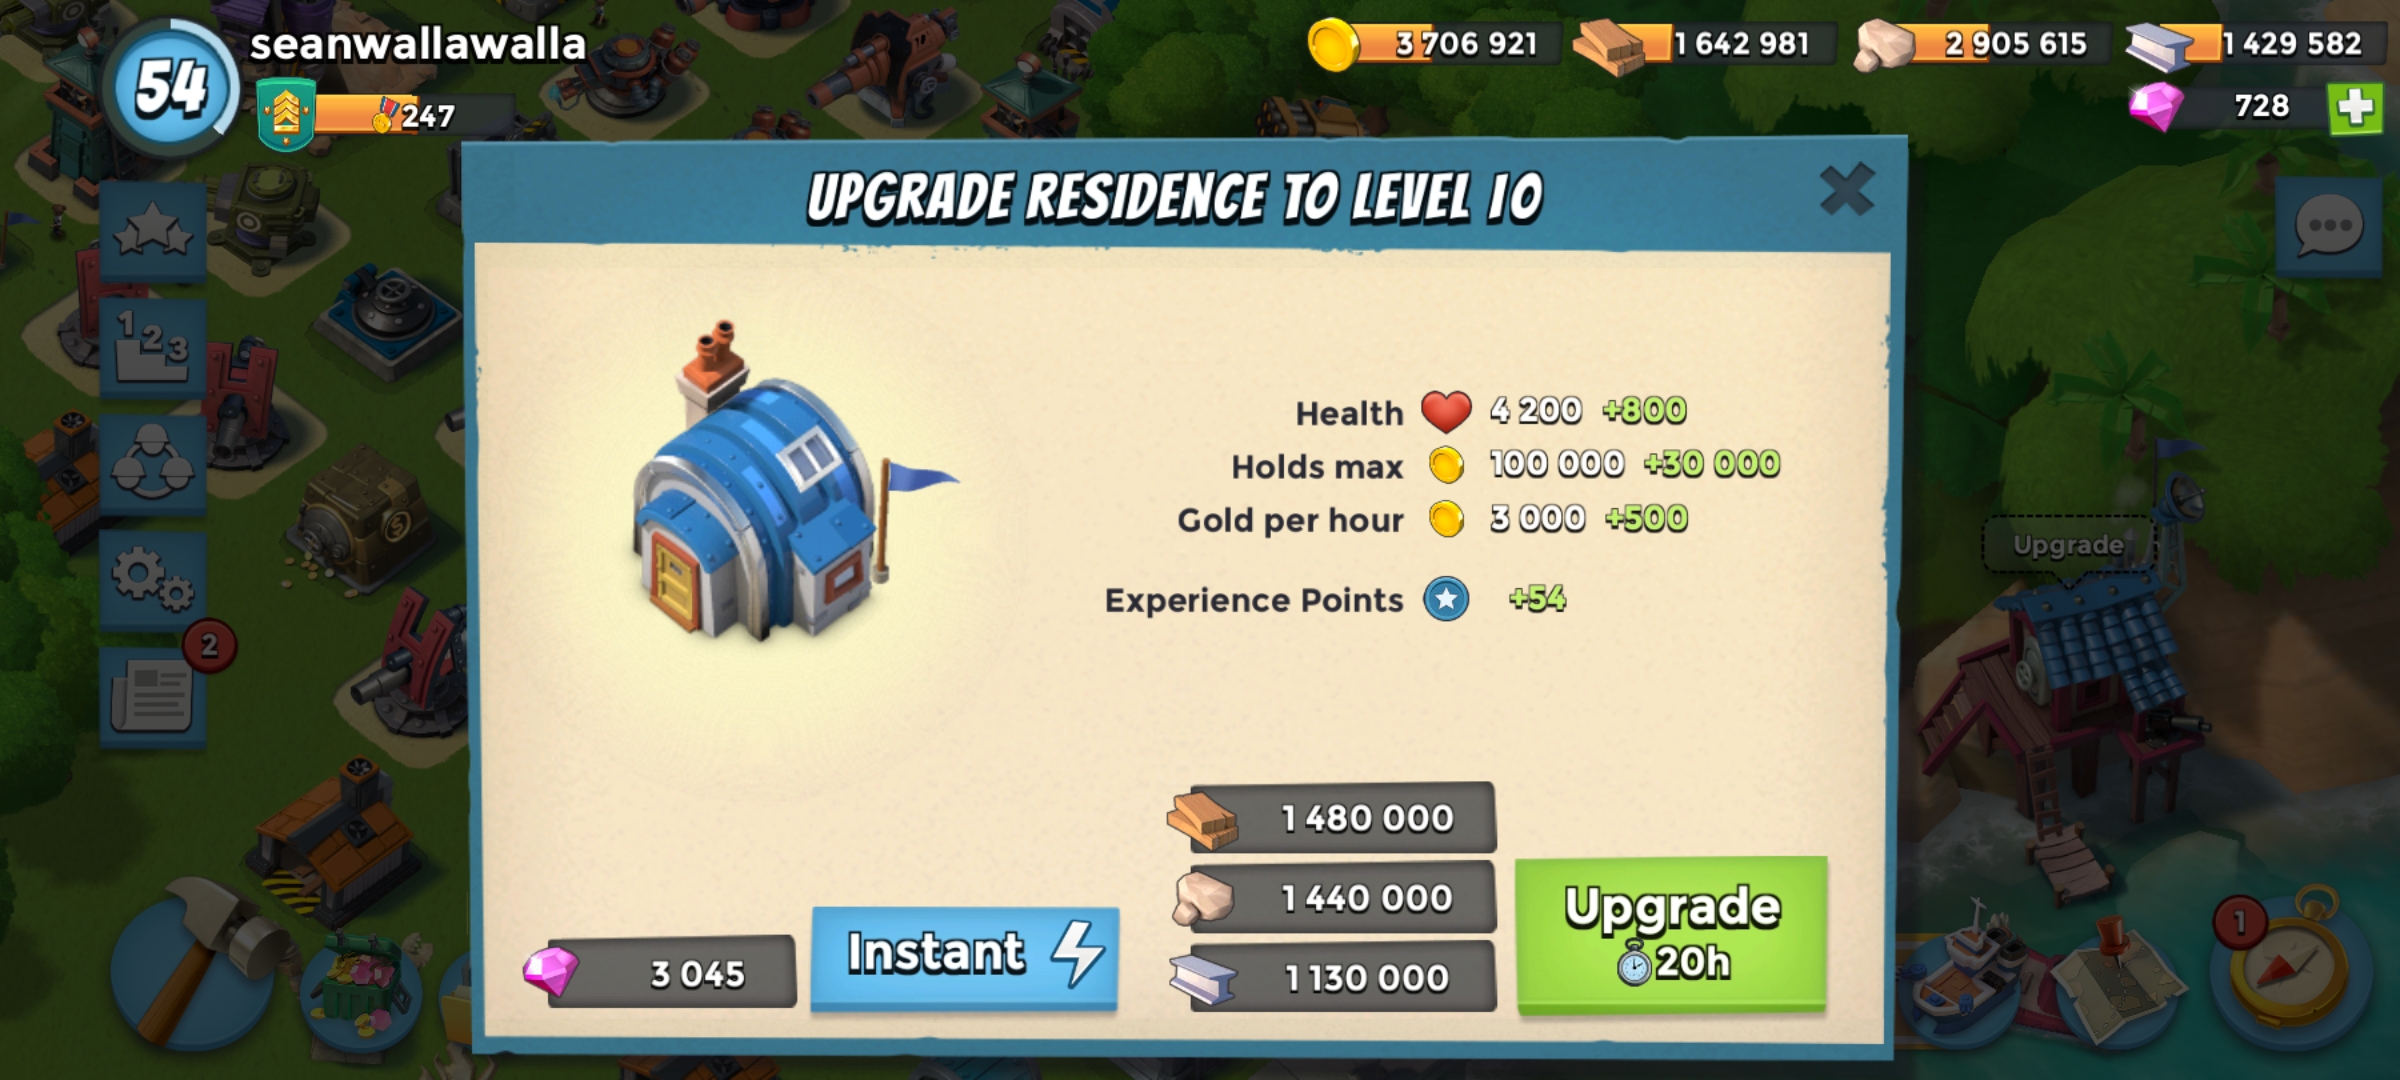 54
seanwallawalla
247
3 706 921
1 642 981
2 905 615
1 429 582
728
UPGRADE RESIDENCE TO LEVEL 10
1 2 3
2
Health 4 200 +800
Holds max 100 000 +30 000
Gold per hour 3 000 +500
Experience Points +54
Upgrade
1 480 000
1 440 000
1 130 000
3 045
Instant
Upgrade
20h
1